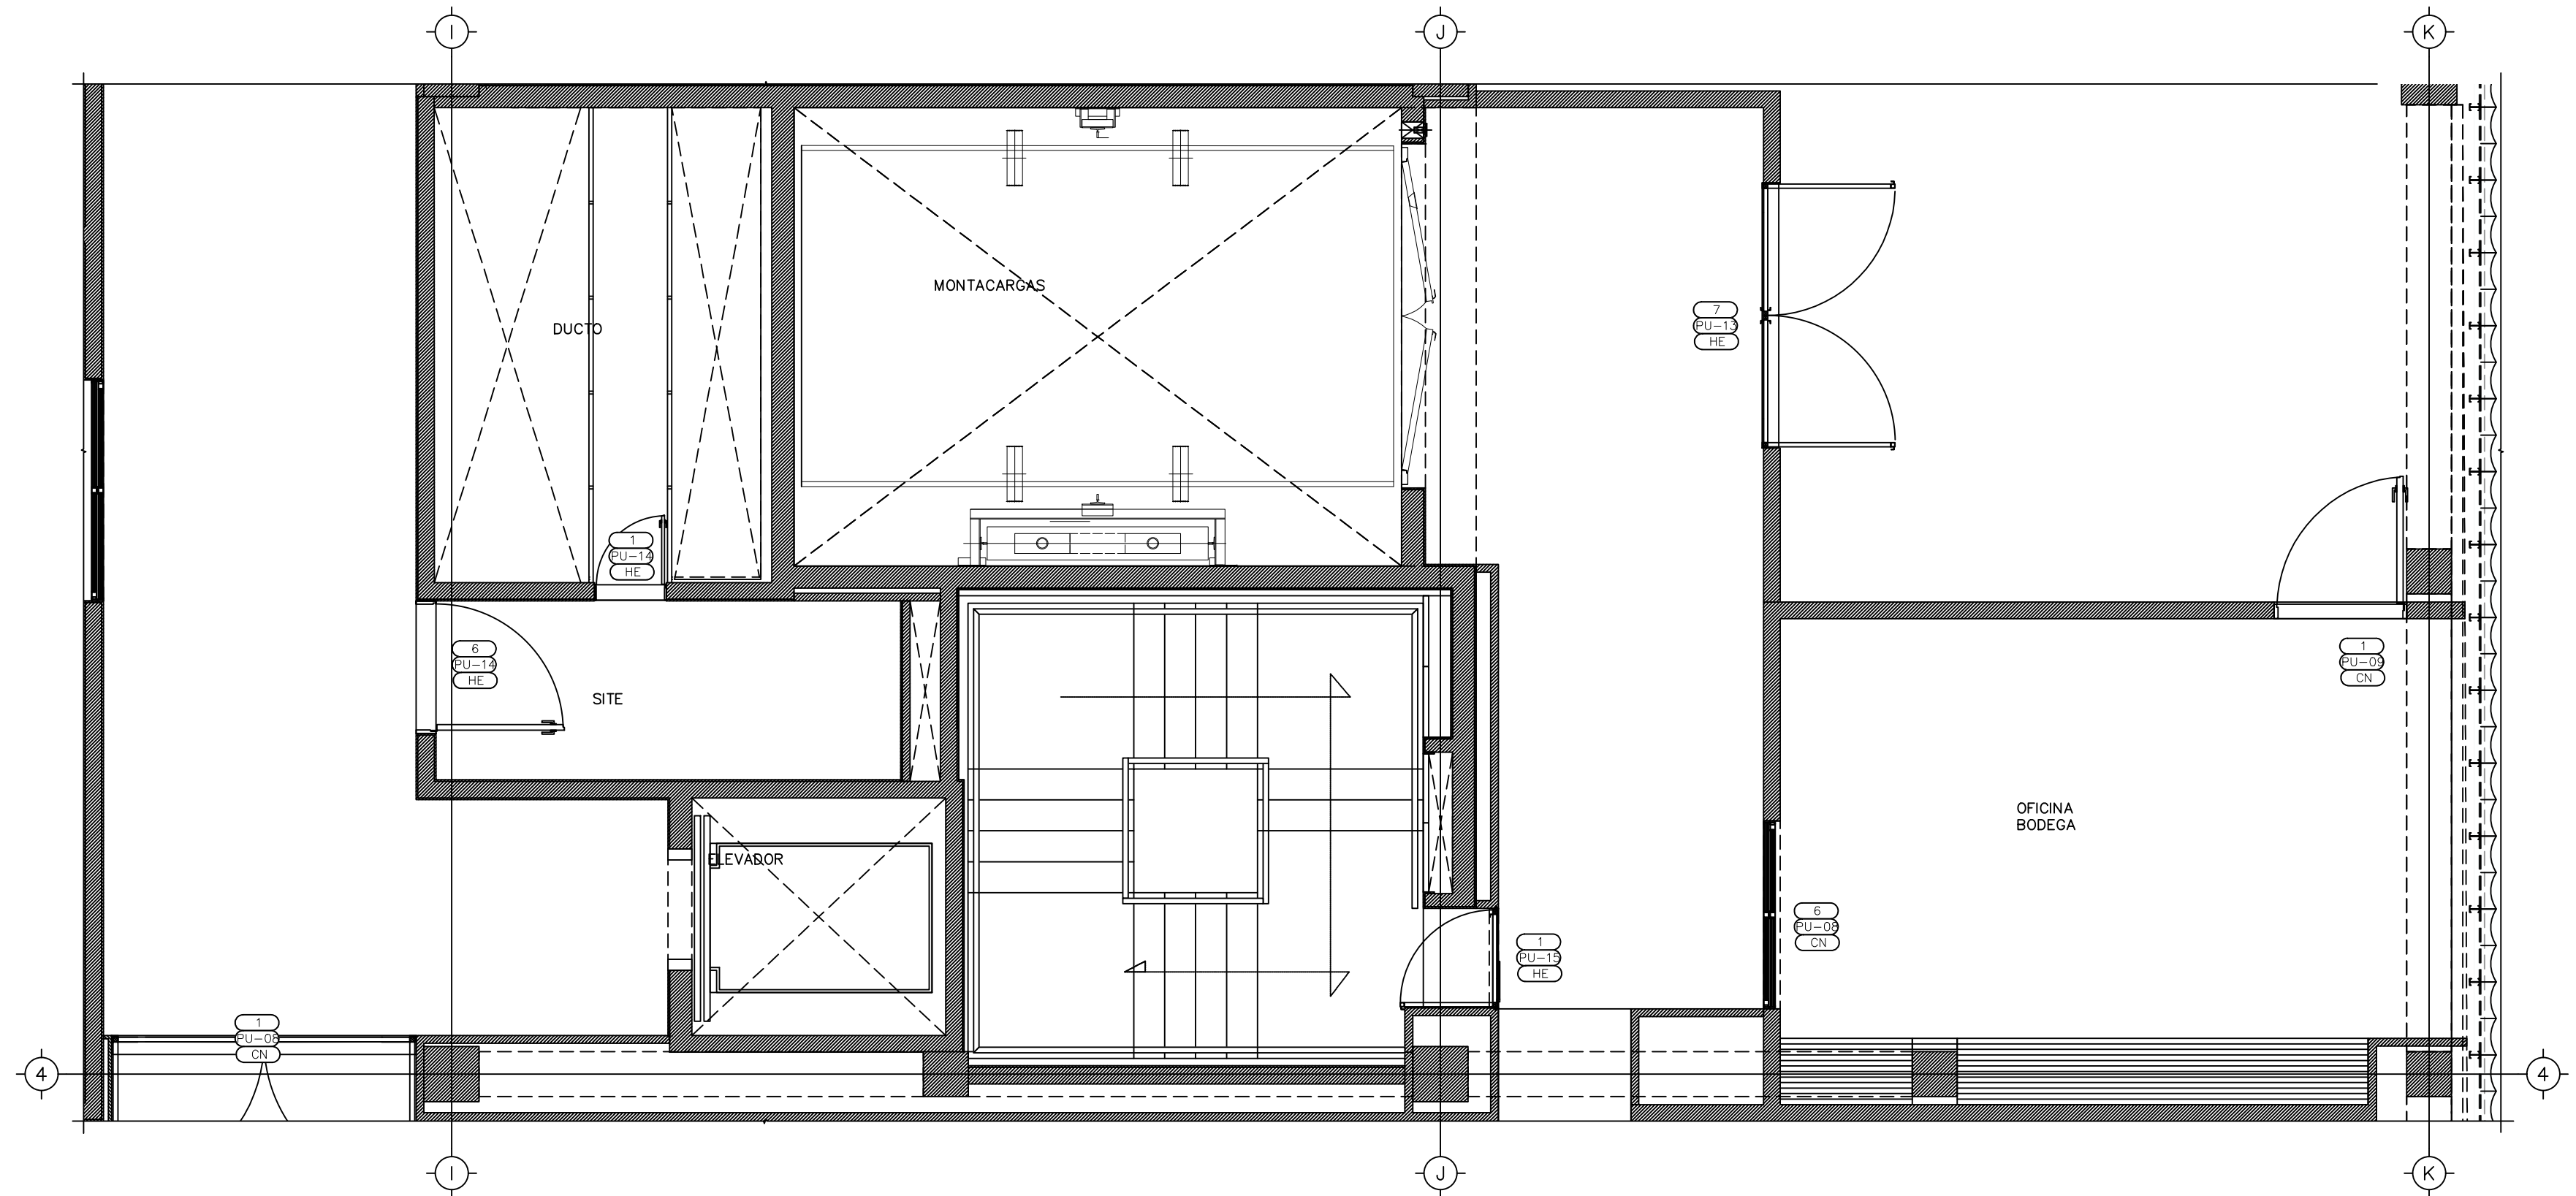 I
J
K
MONTACARGAS
DUCTO
7
PU-13
HE
1
PU-14
HE
6
PU-14
HE
SITE
1
PU-09
CN
OFICINA
BODEGA
ELEVADOR
6
PU-08
CN
1
PU-15
HE
1
PU-08
CN
4
4
I
J
K